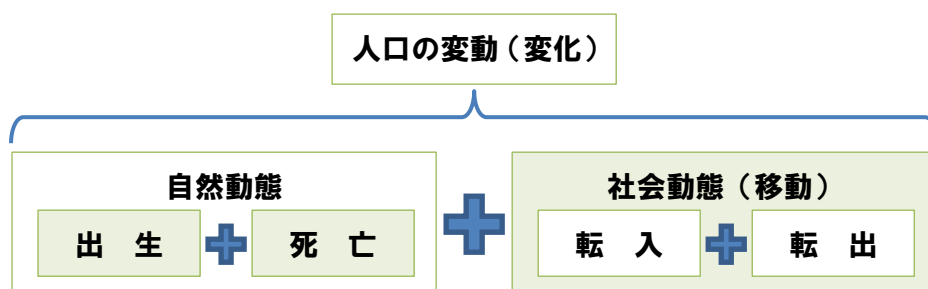 人口の変動(変化)
自然動態
出 生
死 亡
社会動態(移動)
転 入
転 出